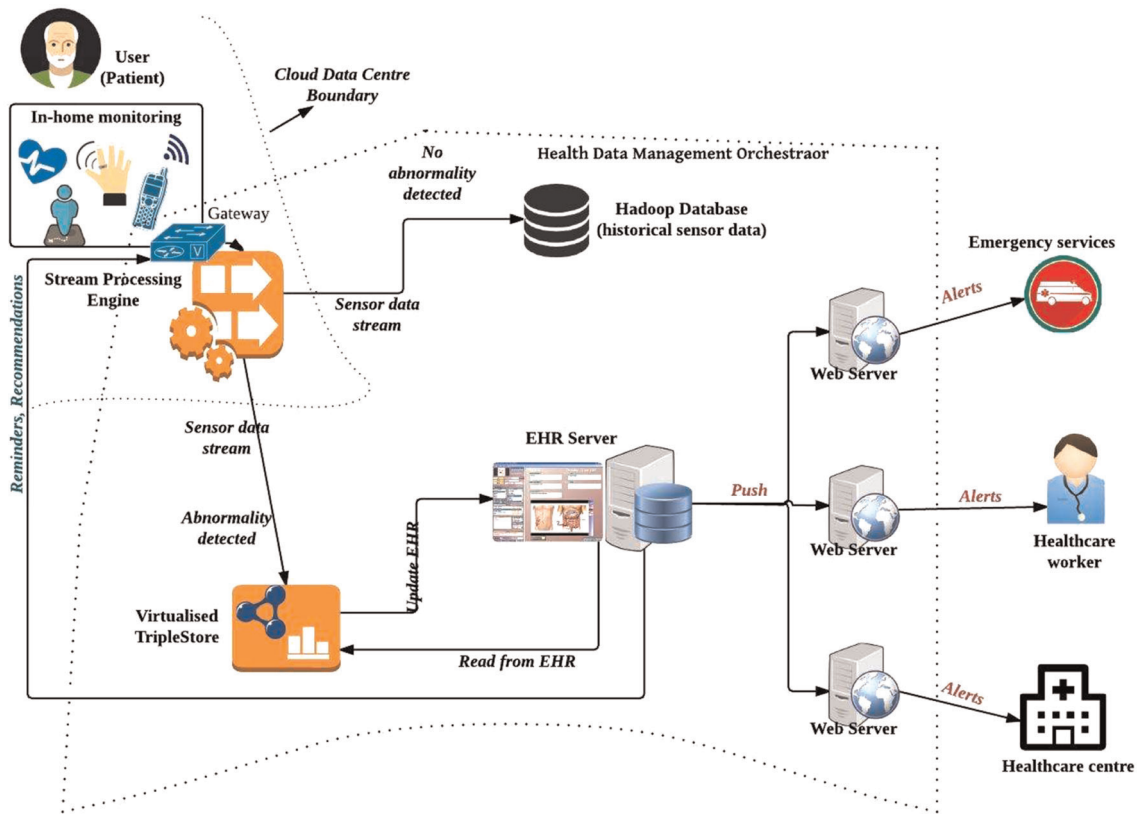 User
(Patient)
In-home monitoring
Cloud Data Centre
Boundary
Gateway
V
Stream Processing
Engine
No
abnormality
detected
Health Data Management Orchestraor
Hadoop Database
(historical sensor data)
Sensor data
stream
Emergency services
Alerts
Web Server
Reminders, Recommendations
Sensor data
stream
Abnormality
detected
Virtualised
TripleStore
Update EHR
EHR Server
Read from EHR
Push
Web Server
Alerts
Healthcare
worker
Web Server
Alerts
Healthcare centre